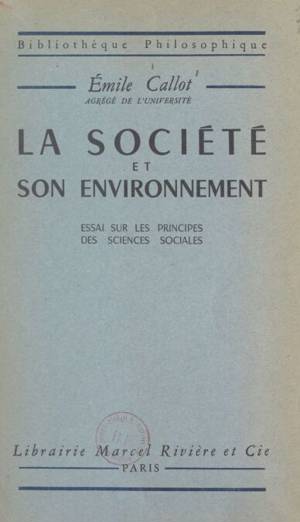 Bibliothèque Philosophique
Émile Callot
AGRÉGÉ DE L'UNIVERSITÉ
LA SOCIÉTÉ
ET
SON ENVIRONNEMENT
ESSAI SUR LES PRINCIPES
DES SCIENCES SOCIALES
Librairie Marcel Rivière et Cie
PARIS